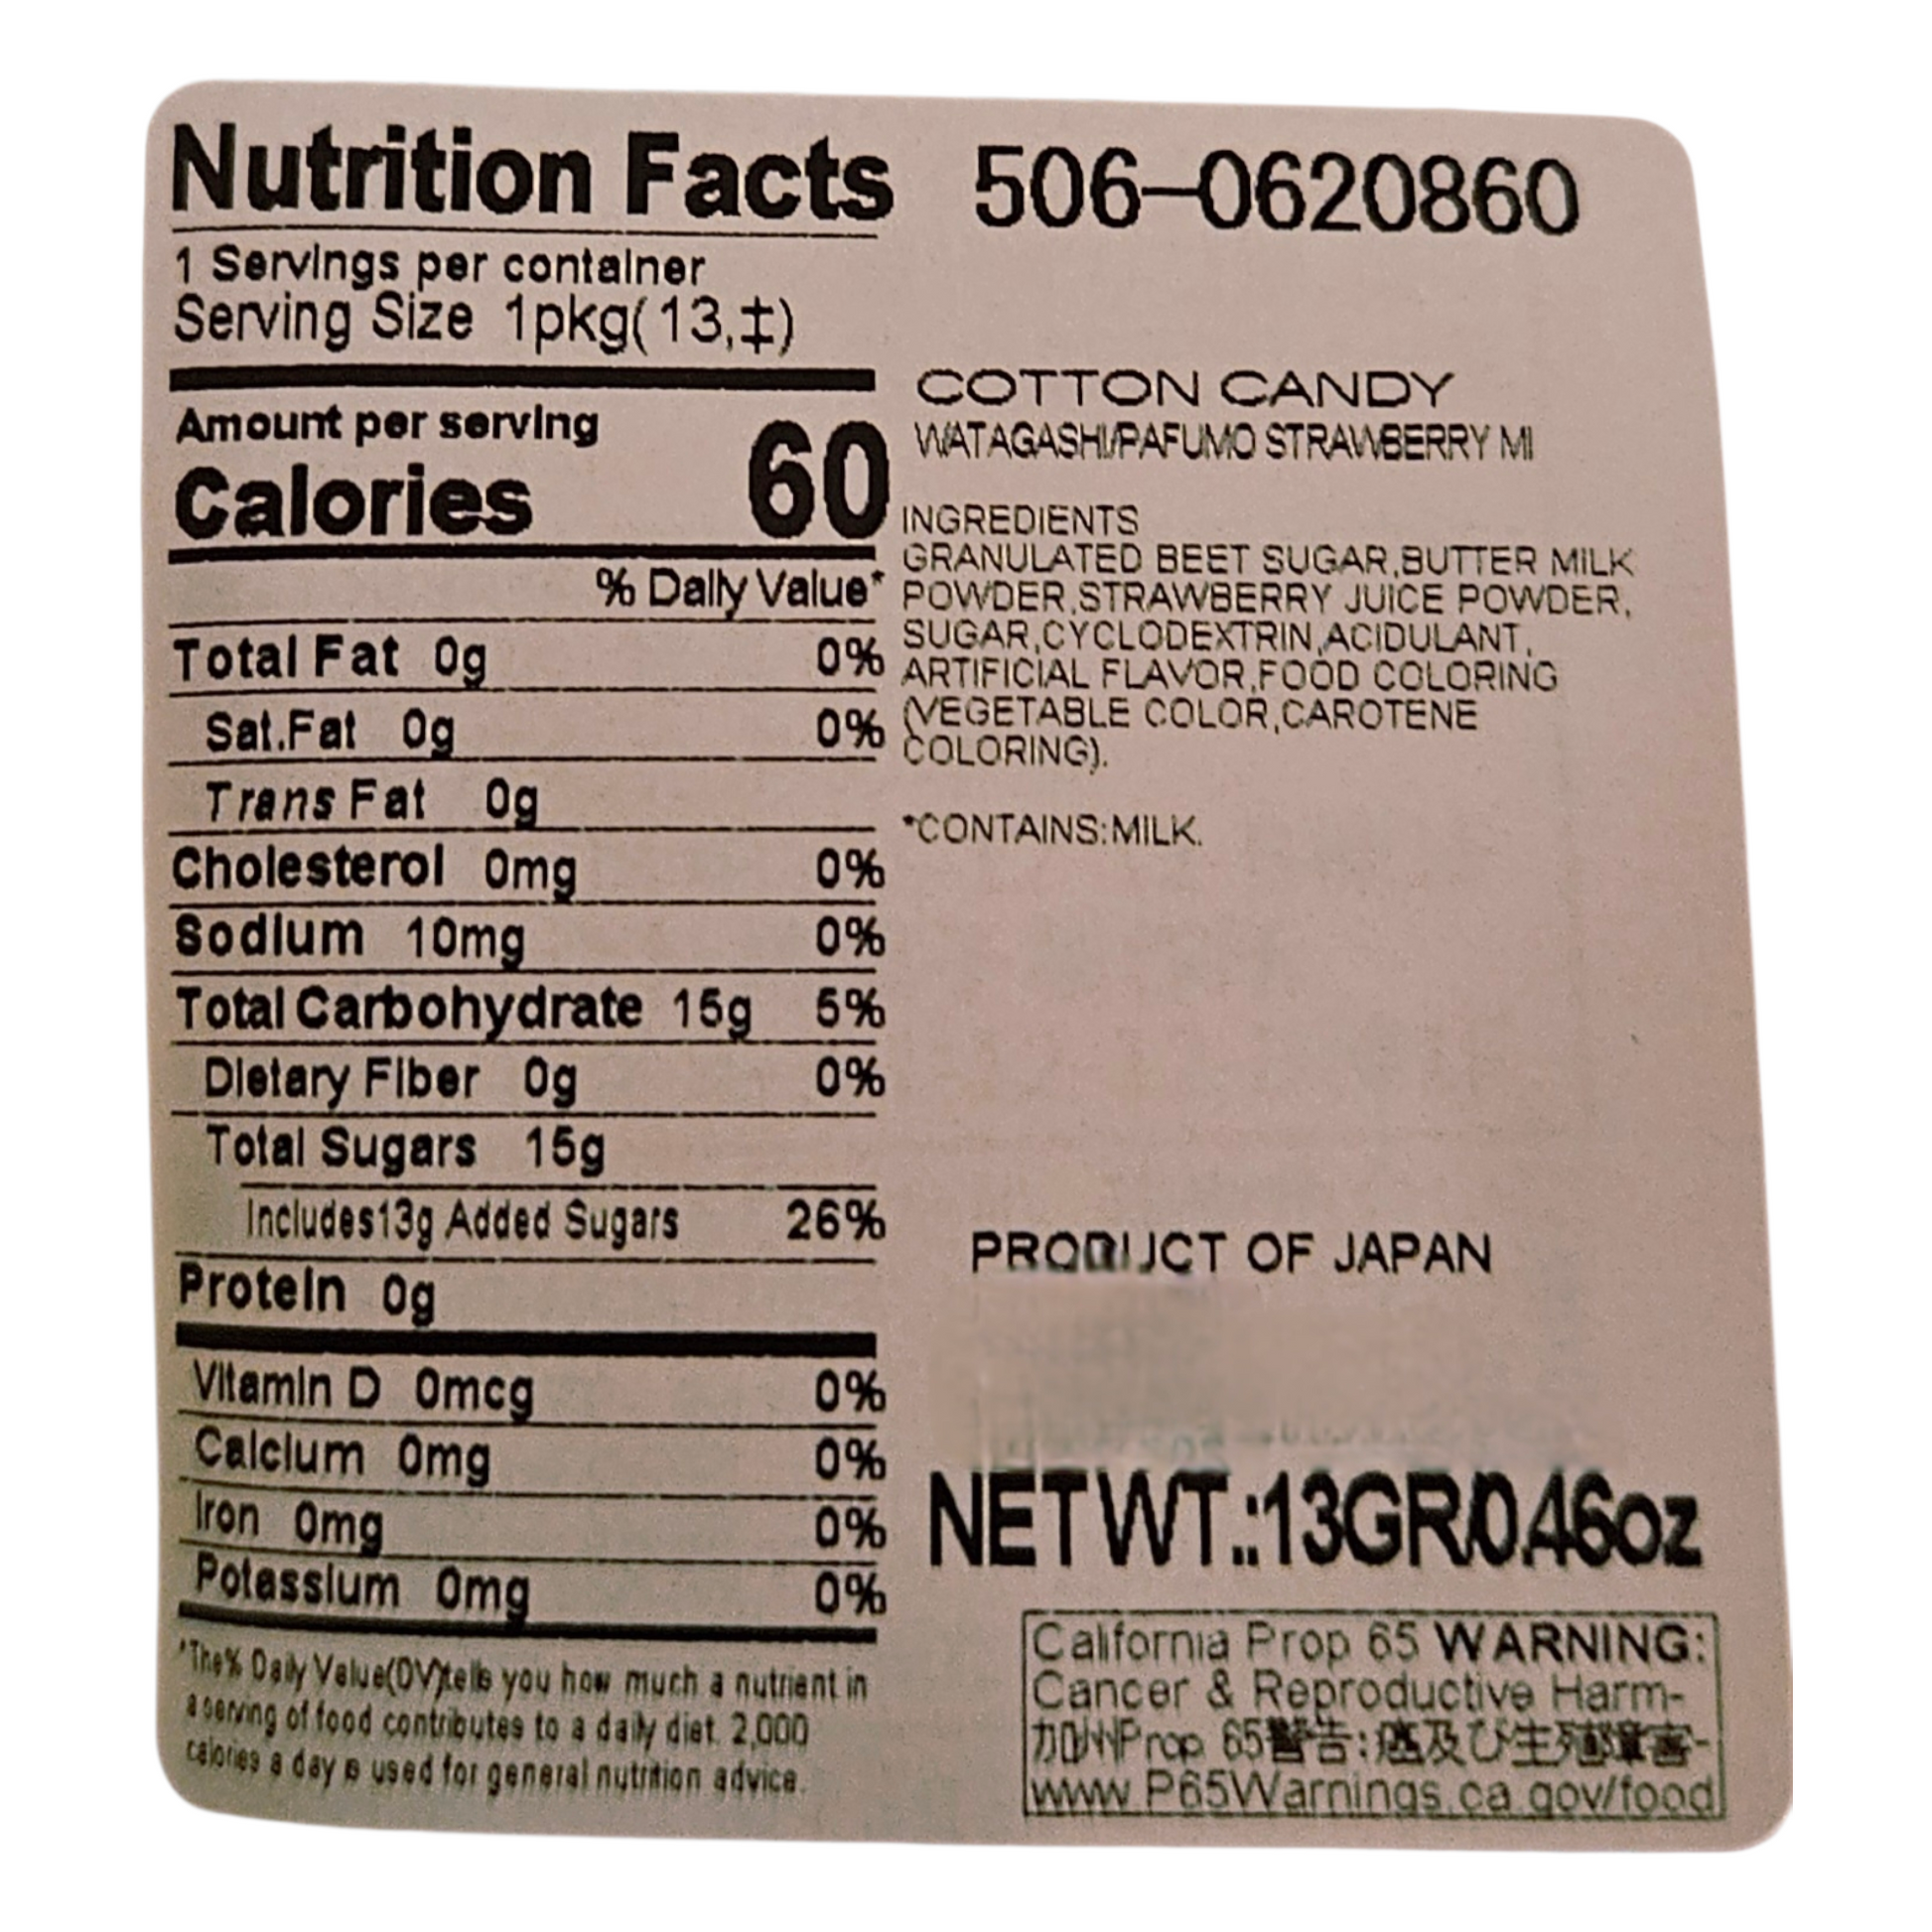 Nutrition Facts
1 Servings per container
Serving Size 1pkg(13,‡)
Amount per serving
Calories 60
% Daily Value*
Total Fat 0g 0%
Sat.Fat 0g 0%
Trans Fat 0g
Cholesterol 0mg 0%
Sodium 10mg 0%
Total Carbohydrate 15g 5%
Dietary Fiber 0g 0%
Total Sugars 15g
Includes13g Added Sugars 26%
Protein 0g
Vitamin D 0mcg 0%
Calcium 0mg 0%
Iron 0mg 0%
Potassium 0mg 0%
*The% Daily Value(DV)tells you how much a nutrient in
a serving of food contributes to a daily diet. 2,000
calories a day is used for general nutrition advice.
506-0620860
COTTON CANDY
WATAGASHI/PAFUMO STRAWBERRY MI
INGREDIENTS
GRANULATED BEET SUGAR,BUTTER MILK
POWDER,STRAWBERRY JUICE POWDER,
SUGAR,CYCLODEXTRIN,ACIDULANT,
ARTIFICIAL FLAVOR,FOOD COLORING
(VEGETABLE COLOR,CAROTENE
COLORING).
*CONTAINS:MILK.
PRODUCT OF JAPAN
NET WT.:13GR/0.46oz
California Prop 65 WARNING:
Cancer & Reproductive Harm-
加州Prop 65警告:癌及び生殖障害-
www.P65Warnings.ca.gov/food